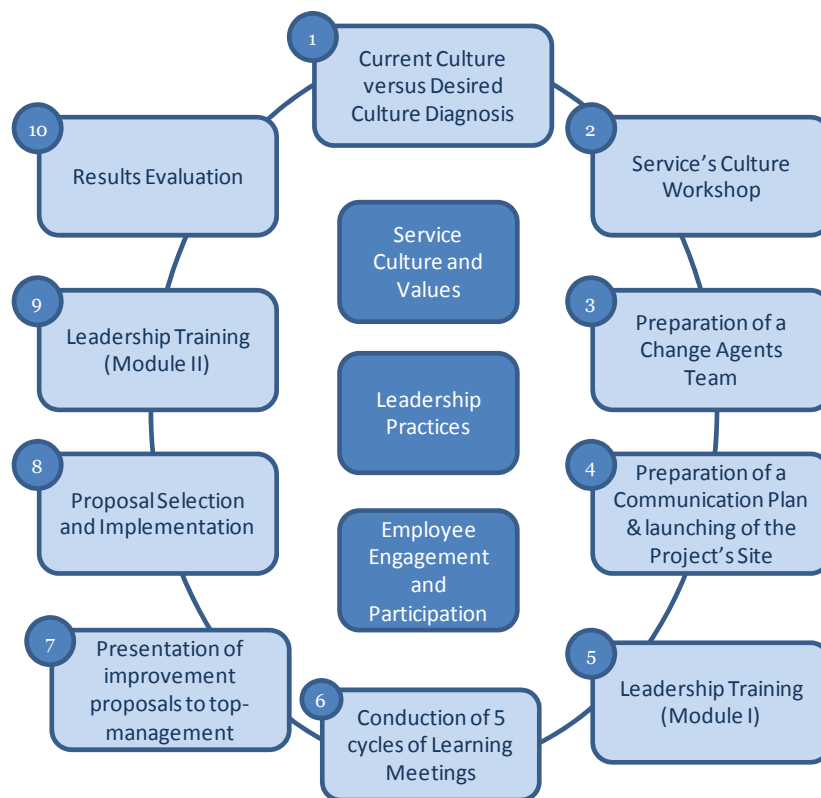 1
Current Culture
versus Desired
Culture Diagnosis
2
Service's Culture
Workshop
3
Preparation of a
Change Agents
Team
4
Preparation of a
Communication Plan
& launching of the
Project's Site
5
Leadership Training
(Module I)
6
Conduction of 5
cycles of Learning
Meetings
7
Presentation of
improvement
proposals to top-
management
8
Proposal Selection
and Implementation
9
Leadership Training
(Module II)
10
Results Evaluation
Service
Culture and
Values
Leadership
Practices
Employee
Engagement
and
Participation